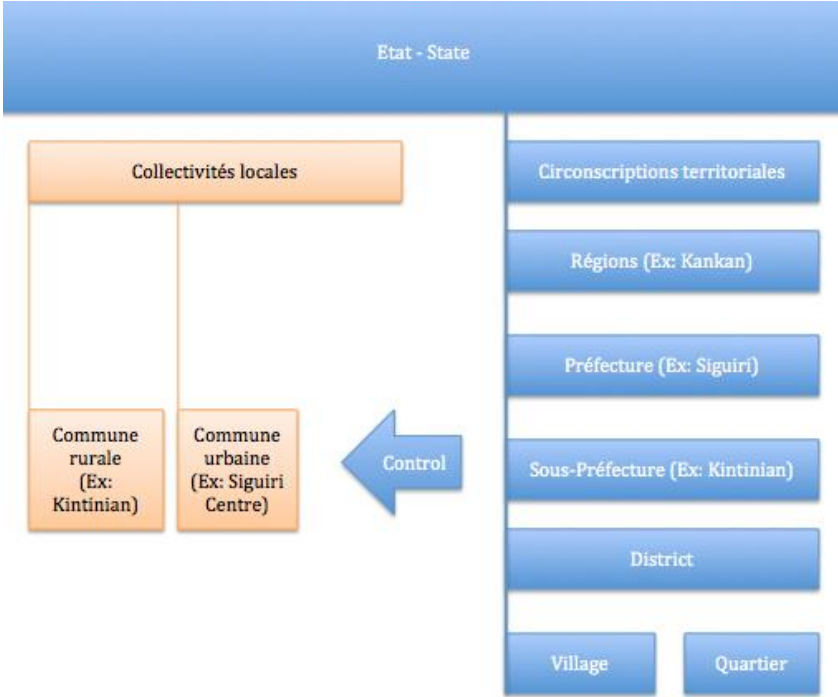 Etat - State
Collectivités locales
Commune
rurale
(Ex:
Kintinian)
Commune
urbaine
(Ex: Siguiri
Centre)
Control
Circonscriptions territoriales
Régions (Ex: Kankan)
Préfecture (Ex: Siguiri)
Sous-Préfecture (Ex: Kintinian)
District
Village
Quartier